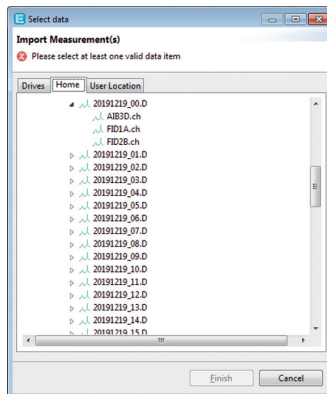 Select data
Import Measurement(s)
Please select at least one valid data item
Drives Home User Location
20191219_00.D
AIB3D.ch
FID1A.ch
FID2B.ch
20191219_01.D
20191219_02.D
20191219_03.D
20191219_04.D
20191219_05.D
20191219_06.D
20191219_07.D
20191219_08.D
20191219_09.D
20191219_10.D
20191219_11.D
20191219_12.D
20191219_13.D
20191219_14.D
20191219_15.D
Finish Cancel